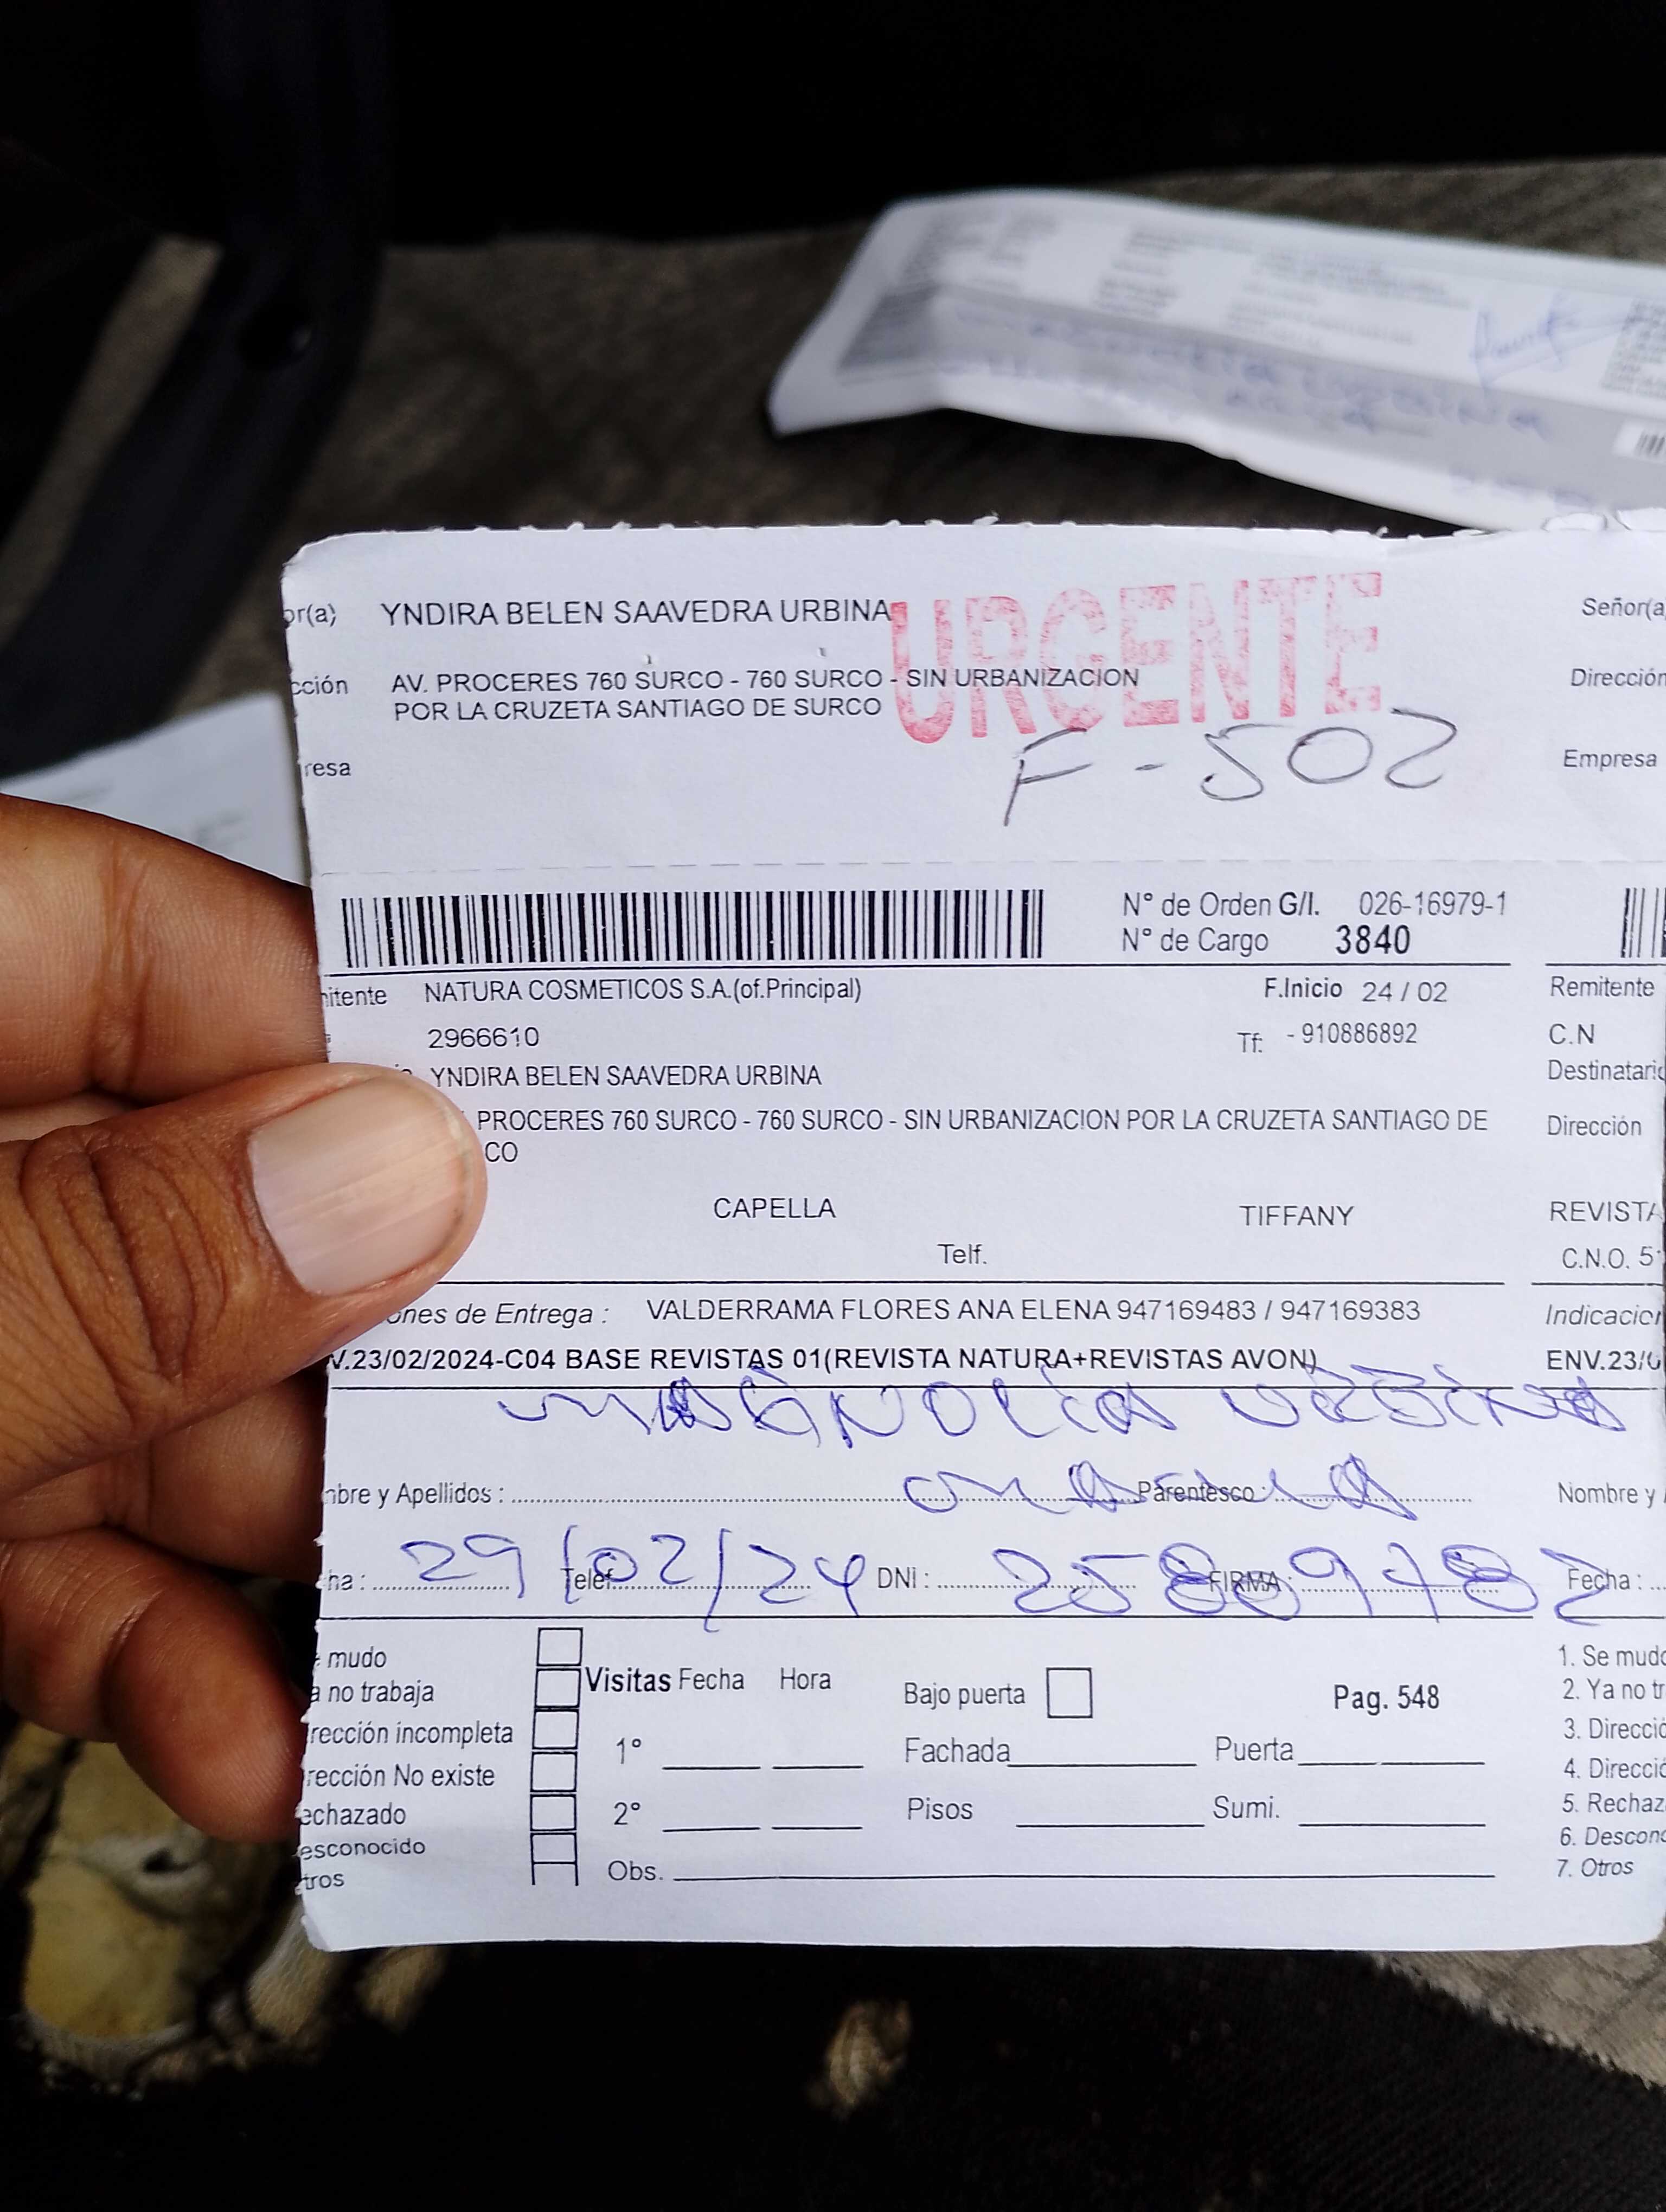 or(a) YNDIRA BELEN SAAVEDRA URBINA
URGENTE
cción AV. PROCERES 760 SURCO - 760 SURCO - SIN URBANIZACION
POR LA CRUZETA SANTIAGO DE SURCO
resa
F - 502
Señor(a
Dirección
Empresa
N° de Orden G/I. 026-16979-1
N° de Cargo 3840
itente NATURA COSMETICOS S.A.(of.Principal) F.Inicio 24 / 02
2966610 Tf: - 910886892
YNDIRA BELEN SAAVEDRA URBINA
PROCERES 760 SURCO - 760 SURCO - SIN URBANIZACION POR LA CRUZETA SANTIAGO DE
CO
CAPELLA TIFFANY
Telf.
ones de Entrega : VALDERRAMA FLORES ANA ELENA 947169483 / 947169383
V.23/02/2024-C04 BASE REVISTAS 01(REVISTA NATURA+REVISTAS AVON)
MAGNOLIA URBINA
mbre y Apellidos : Parentesco :
ha : 29/02/24 Telef. DNI : 25809782 FIRMA :
mudo
a no trabaja
rección incompleta
rección No existe
echazado
esconocido
tros
Visitas Fecha Hora
1°
2°
Obs.
Bajo puerta Pag. 548
Fachada Puerta
Pisos Sumi.
Remitente
C.N
Destinatario
Dirección
REVISTA
C.N.O. 5
Indicacion
ENV.23/0
Nombre y
Fecha :
1. Se mudo
2. Ya no tr
3. Direcció
4. Direcció
5. Rechaz
6. Descono
7. Otros